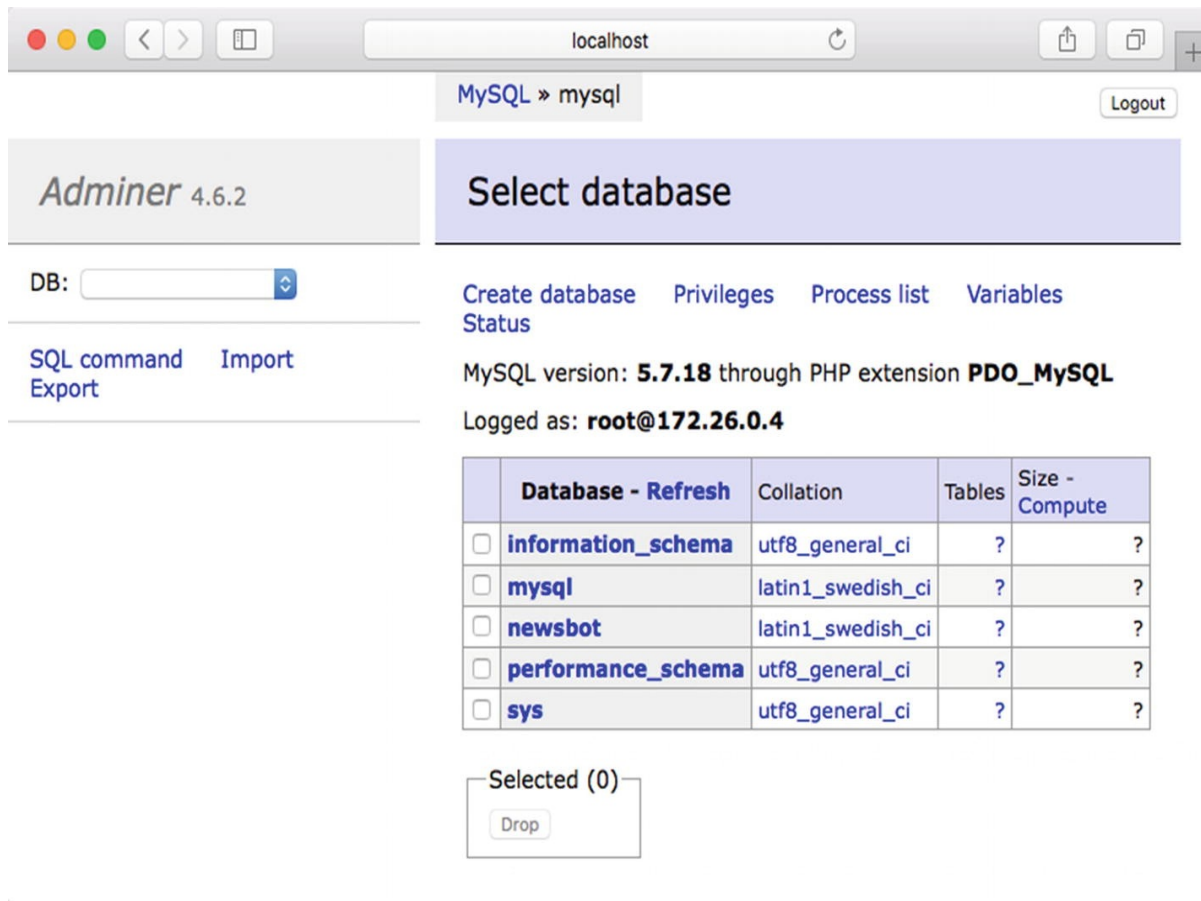 localhost
MySQL » mysql
Logout
Adminer 4.6.2
Select database
DB:
SQL command Import
Export
Create database Privileges Process list Variables
Status
MySQL version: 5.7.18 through PHP extension PDO_MySQL
Logged as: root@172.26.0.4
Database - Refresh Collation Tables Size - Compute
information_schema utf8_general_ci ? ?
mysql latin1_swedish_ci ? ?
newsbot latin1_swedish_ci ? ?
performance_schema utf8_general_ci ? ?
sys utf8_general_ci ? ?
Selected (0)
Drop